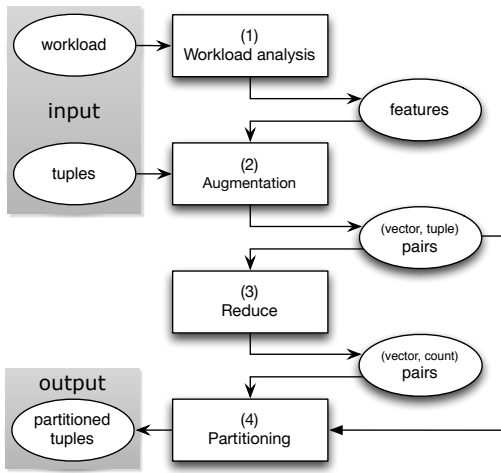 workload
(1)
Workload analysis
input
features
tuples
(2)
Augmentation
(vector, tuple)
pairs
(3)
Reduce
(vector, count)
pairs
output
partitioned
tuples
(4)
Partitioning